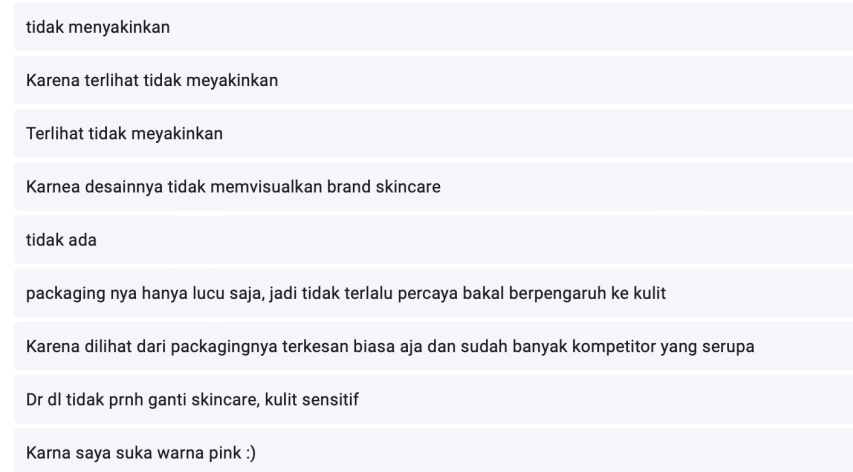 tidak menyakinkan
Karena terlihat tidak meyakinkan
Terlihat tidak meyakinkan
Karnea desainnya tidak memvisualkan brand skincare
tidak ada
packaging nya hanya lucu saja, jadi tidak terlalu percaya bakal berpengaruh ke kulit
Karena dilihat dari packagingnya terkesan biasa aja dan sudah banyak kompetitor yang serupa
Dr dl tidak prnh ganti skincare, kulit sensitif
Karna saya suka warna pink :)